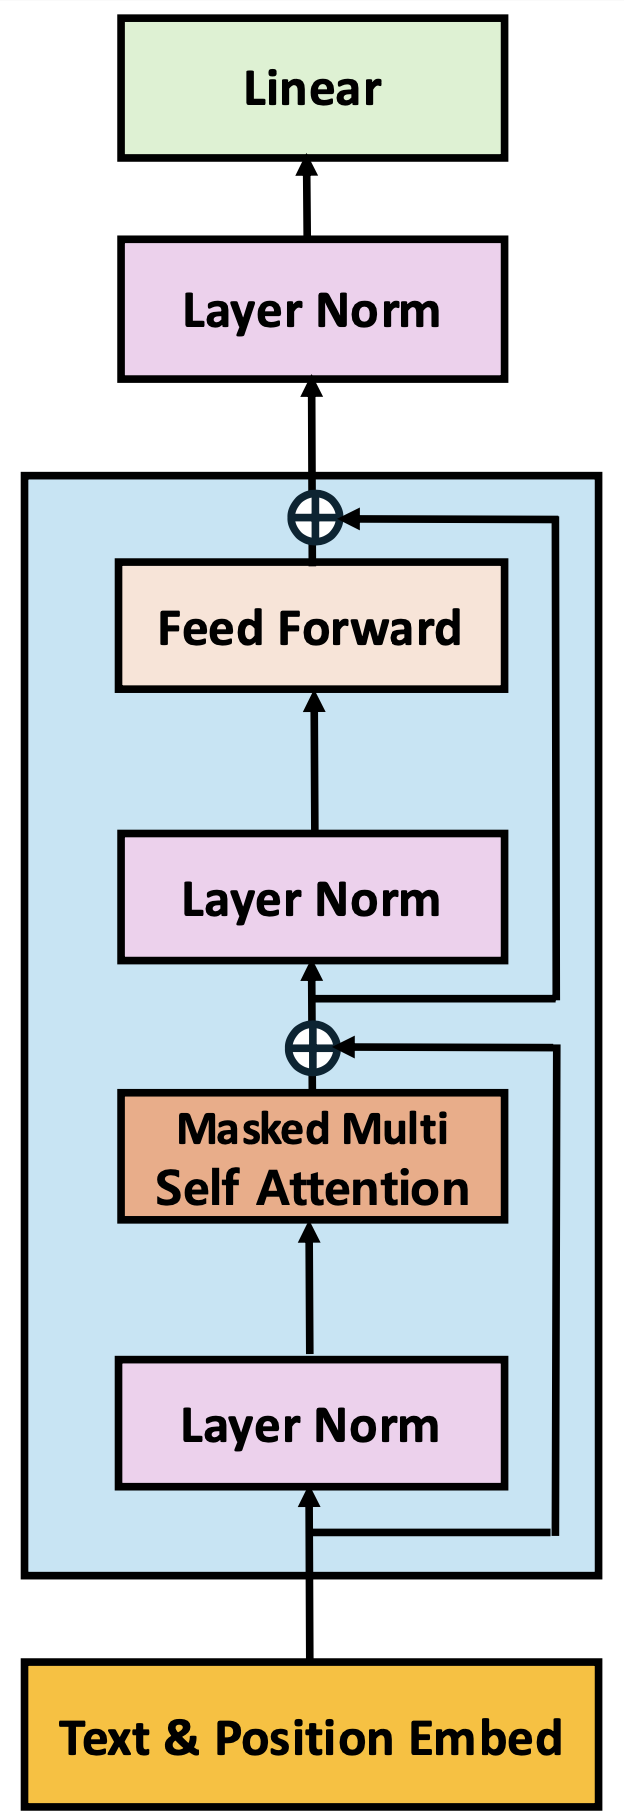 Linear
Layer Norm
Feed Forward
Layer Norm
Masked Multi
Self Attention
Layer Norm
Text & Position Embed